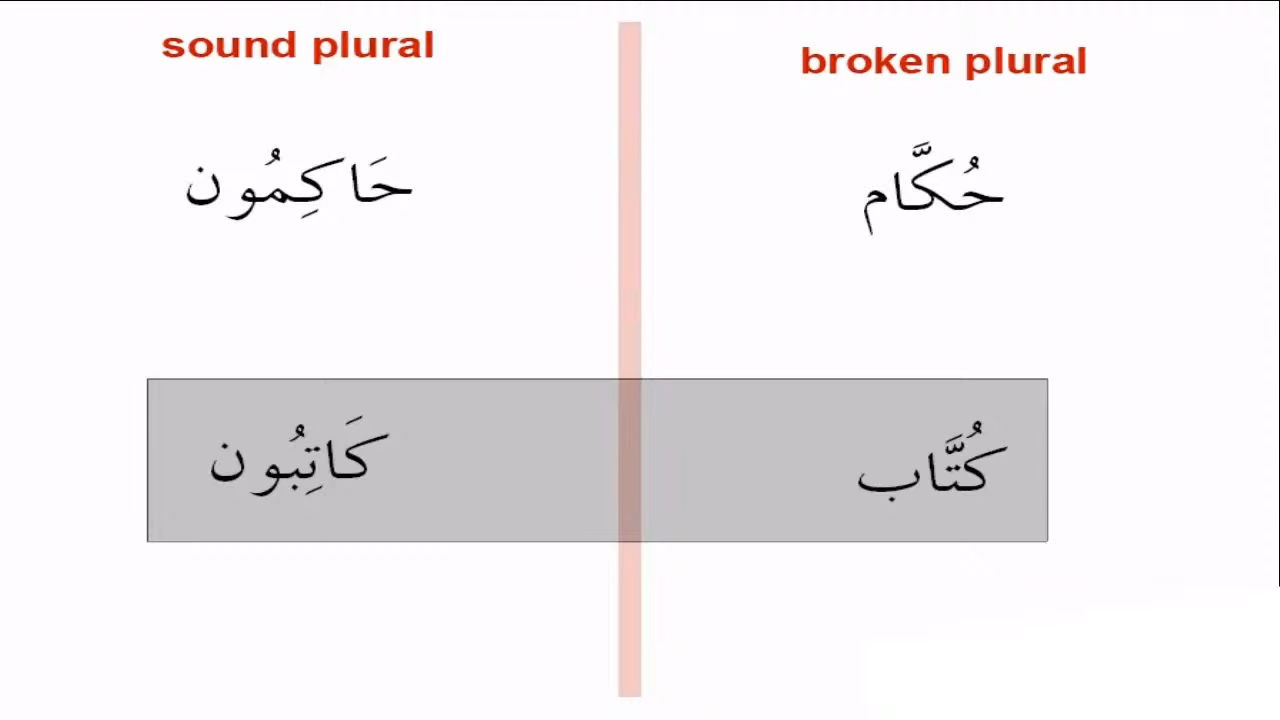 sound plural
broken plural
حَاكِمُون
حُكَّام
كَاتِبُون
كُتَّاب